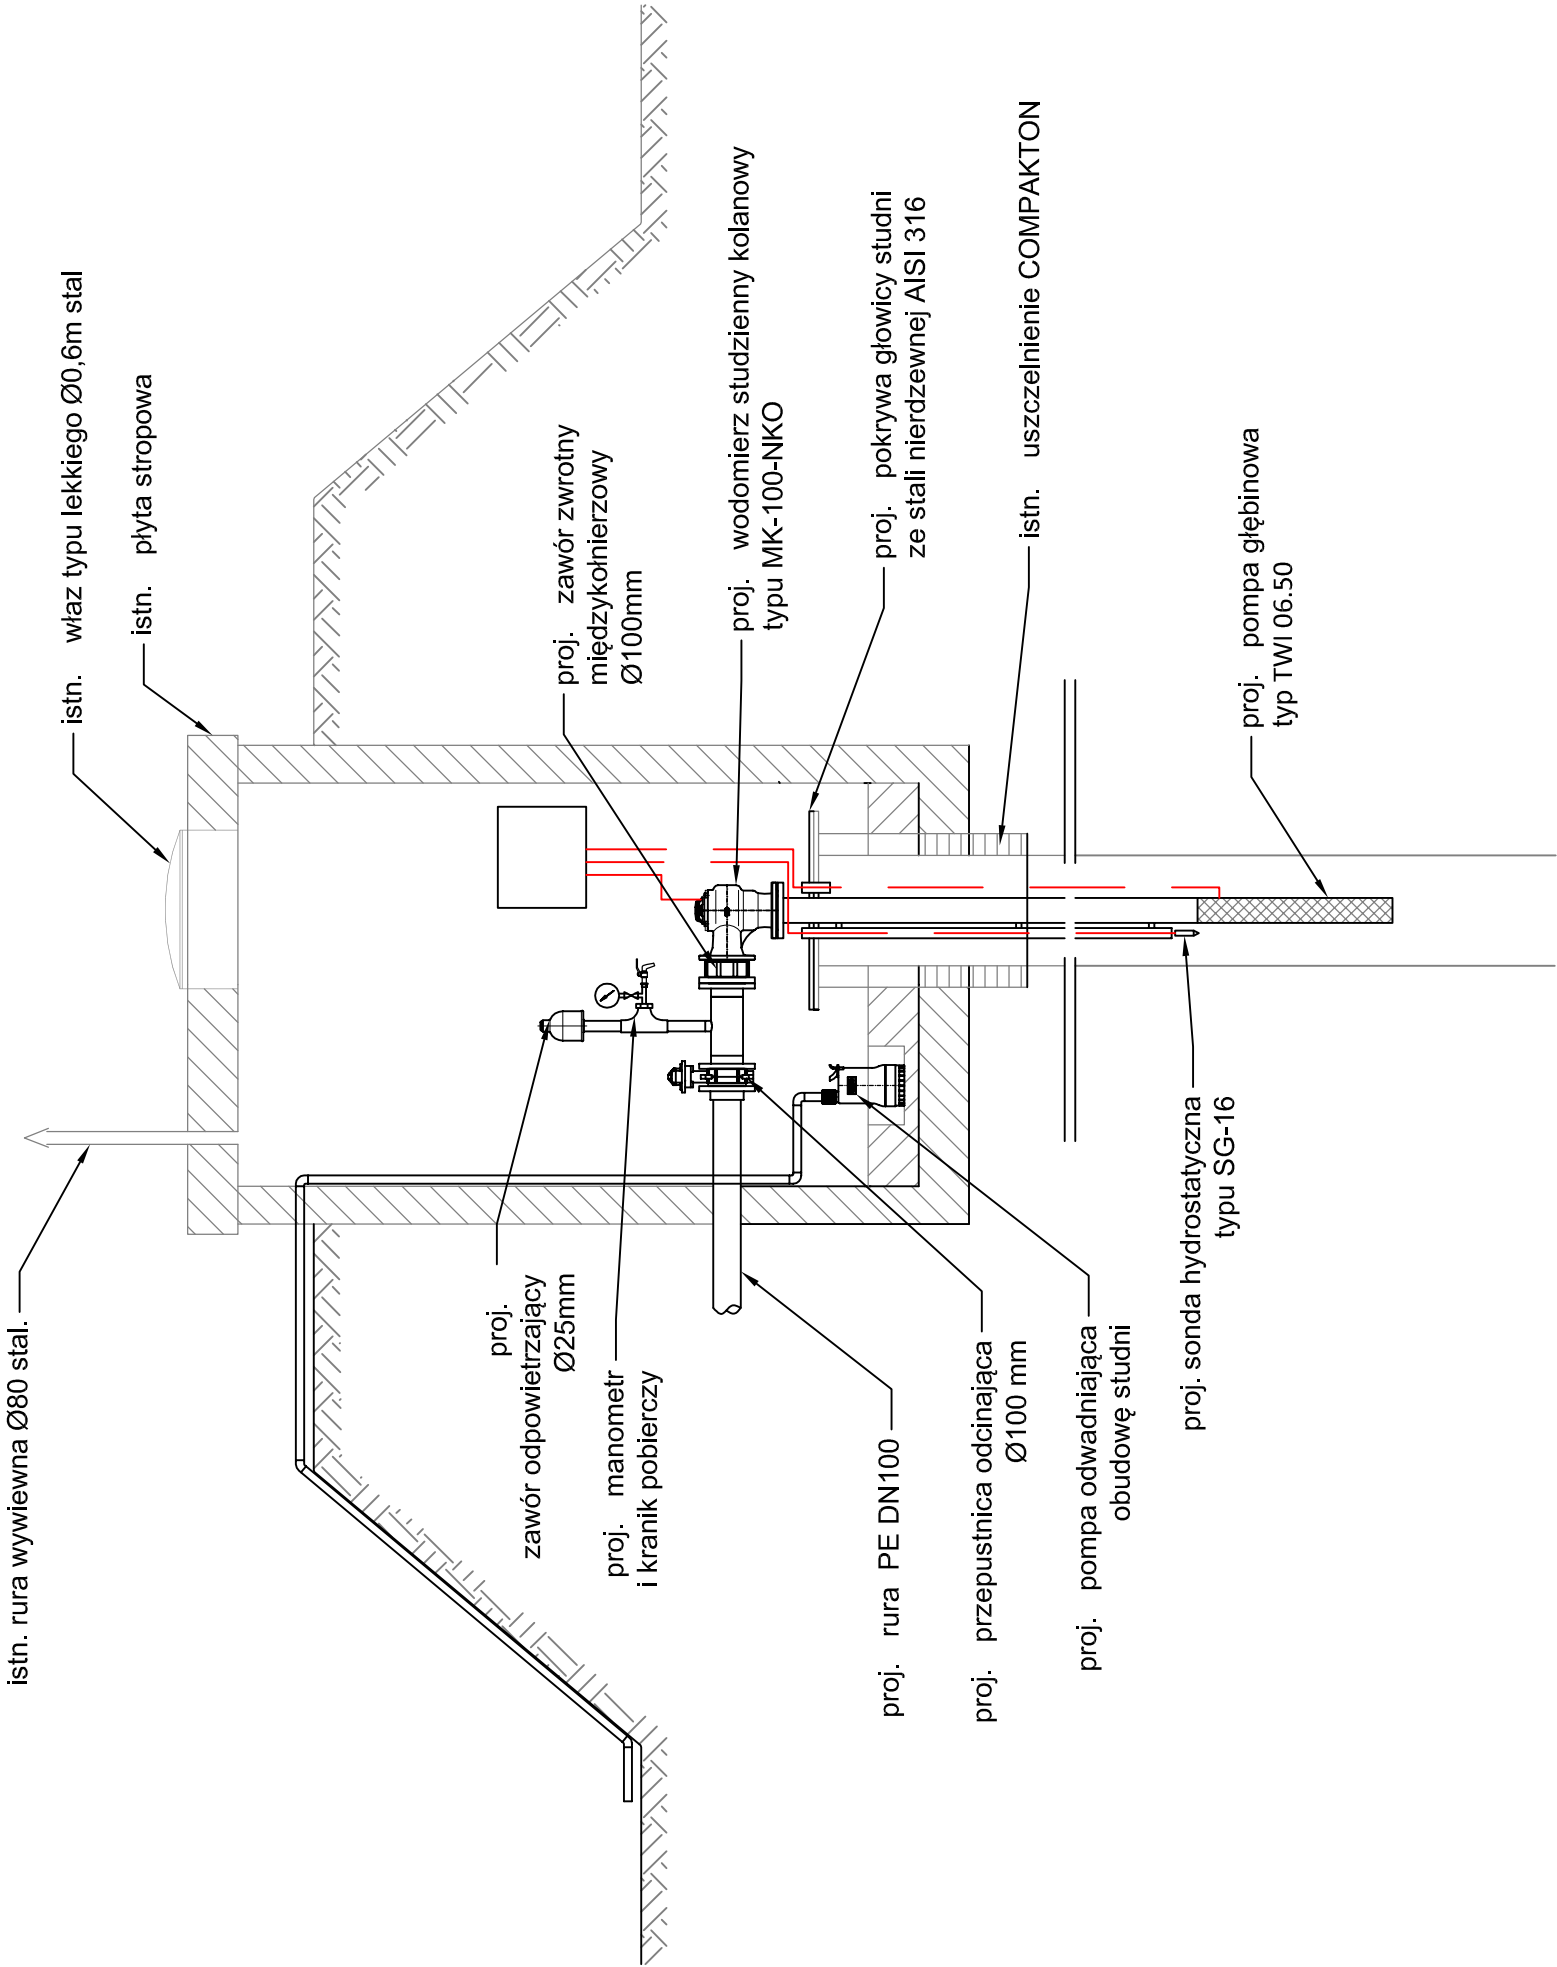 istn. rura wywiewna Ø80 stal.
istn. właz typu lekkiego Ø0,6m stal
istn. płyta stropowa
proj.
zawór odpowietrzający
Ø25mm
proj. manometr
i kranik pobierczy
proj. zawór zwrotny
międzykołnierzowy
Ø100mm
proj. wodomierz studzienny kolanowy
typu MK-100-NKO
proj. pokrywa głowicy studni
ze stali nierdzewnej AISI 316
proj. rura PE DN100
proj. przepustnica odcinająca
Ø100 mm
istn. uszczelnienie COMPAKTON
proj. pompa odwadniająca
obudowę studni
proj. sonda hydrostatyczna
typu SG-16
proj. pompa głębinowa
typ TWI 06.50